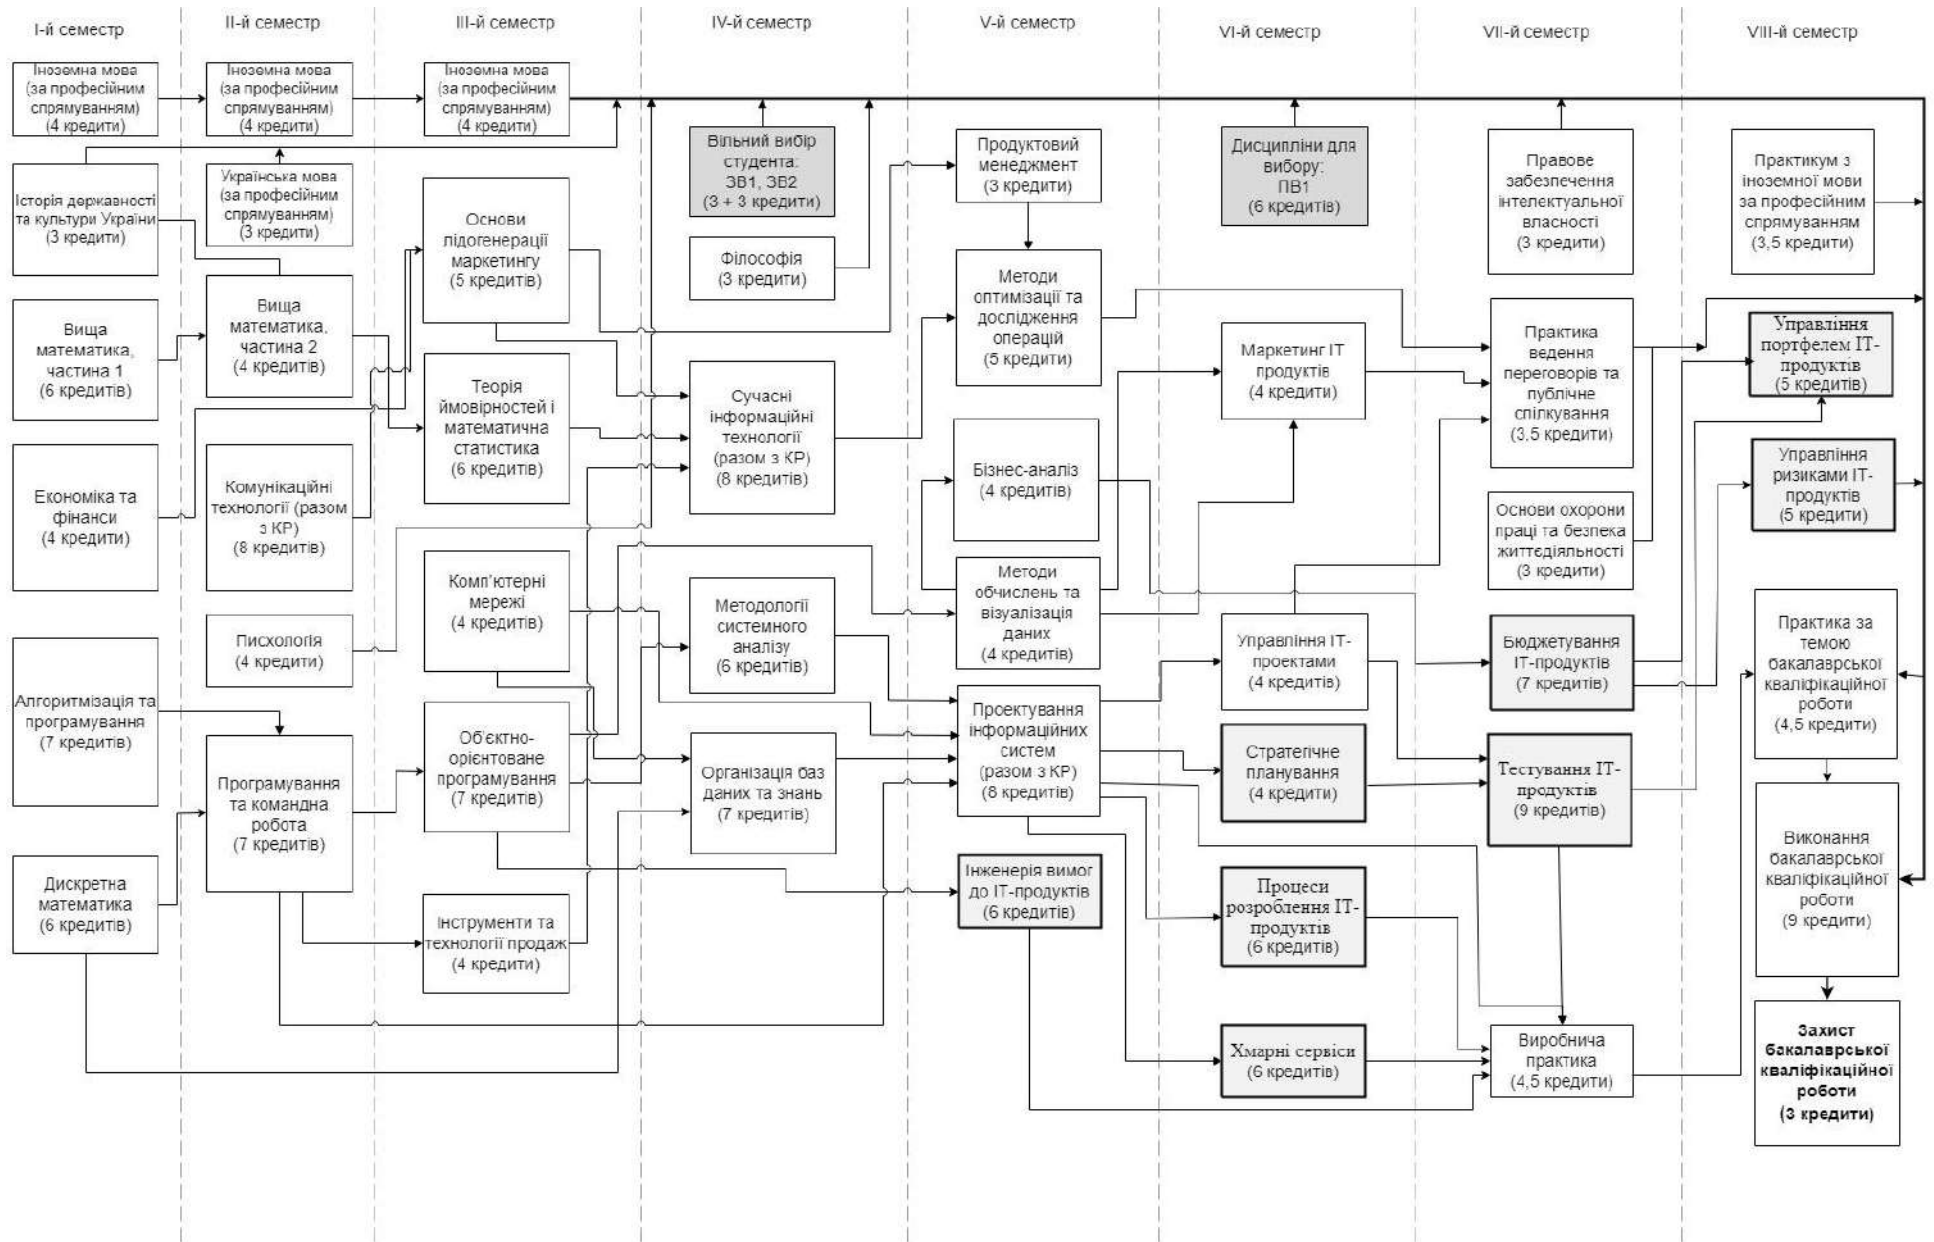 І-й семестр
ІІ-й семестр
ІІІ-й семестр
IV-й семестр
V-й семестр
VI-й семестр
VII-й семестр
VIII-й семестр
Іноземна мова
(за професійним
спрямуванням)
(4 кредити)
Історія державності
та культури України
(3 кредити)
Вища
математика,
частина 1
(6 кредитів)
Економіка та
фінанси
(4 кредити)
Алгоритмізація та
програмування
(7 кредитів)
Дискретна
математика
(6 кредитів)
Іноземна мова
(за професійним
спрямуванням)
(4 кредити)
Українська мова
(за професійним
спрямуванням)
(3 кредити)
Вища
математика,
частина 2
(4 кредити)
Комунікаційні
технології (разом
з КР)
(8 кредитів)
Писхологія
(4 кредити)
Програмування
та командна
робота
(7 кредитів)
Іноземна мова
(за професійним
спрямуванням)
(4 кредити)
Основи
лідогенерації
маркетингу
(5 кредитів)
Теорія
ймовірностей і
математична
статистика
(6 кредитів)
Комп'ютерні
мережі
(4 кредити)
Об'єктно-
орієнтоване
програмування
(7 кредитів)
Інструменти та
технології продаж
(4 кредити)
Вільний вибір
студента:
ЗВ1, ЗВ2
(3 + 3 кредити)
Філософія
(3 кредити)
Сучасні
інформаційні
технології
(разом з КР)
(8 кредитів)
Методології
системного
аналізу
(6 кредитів)
Організація баз
даних та знань
(7 кредитів)
Продуктовий
менеджмент
(3 кредити)
Методи
оптимізації та
дослідження
операцій
(5 кредитів)
Бізнес-аналіз
(4 кредитів)
Методи
обчислень та
візуалізація
даних
(4 кредитів)
Проектування
інформаційних
систем
(разом з КР)
(8 кредитів)
Інженерія вимог
до ІТ-продуктів
(6 кредитів)
Дисципліни для
вибору:
ПВ1
(6 кредитів)
Маркетинг ІТ
продуктів
(4 кредити)
Управління ІТ-
проектами
(4 кредити)
Стратегічне
планування
(4 кредити)
Процеси
розроблення ІТ-
продуктів
(6 кредитів)
Хмарні сервіси
(6 кредитів)
Правове
забезпечення
інтелектуальної
власності
(3 кредити)
Практика
ведення
переговорів та
публічне
спілкування
(3,5 кредити)
Основи охорони
праці та безпека
життєдіяльності
(3 кредити)
Бюджетування
ІТ-продуктів
(7 кредитів)
Тестування ІТ-
продуктів
(9 кредитів)
Виробнича
практика
(4,5 кредити)
Практикум з
іноземної мови
за професійним
спрямуванням
(3,5 кредити)
Управління
портфелем ІТ-
продуктів
(5 кредитів)
Управління
ризиками ІТ-
продуктів
(5 кредитів)
Практика за
темою
бакалаврської
кваліфікаційної
роботи
(4,5 кредити)
Виконання
бакалаврської
кваліфікаційної
роботи
(9 кредити)
Захист
бакалаврської
кваліфікаційної
роботи
(3 кредити)